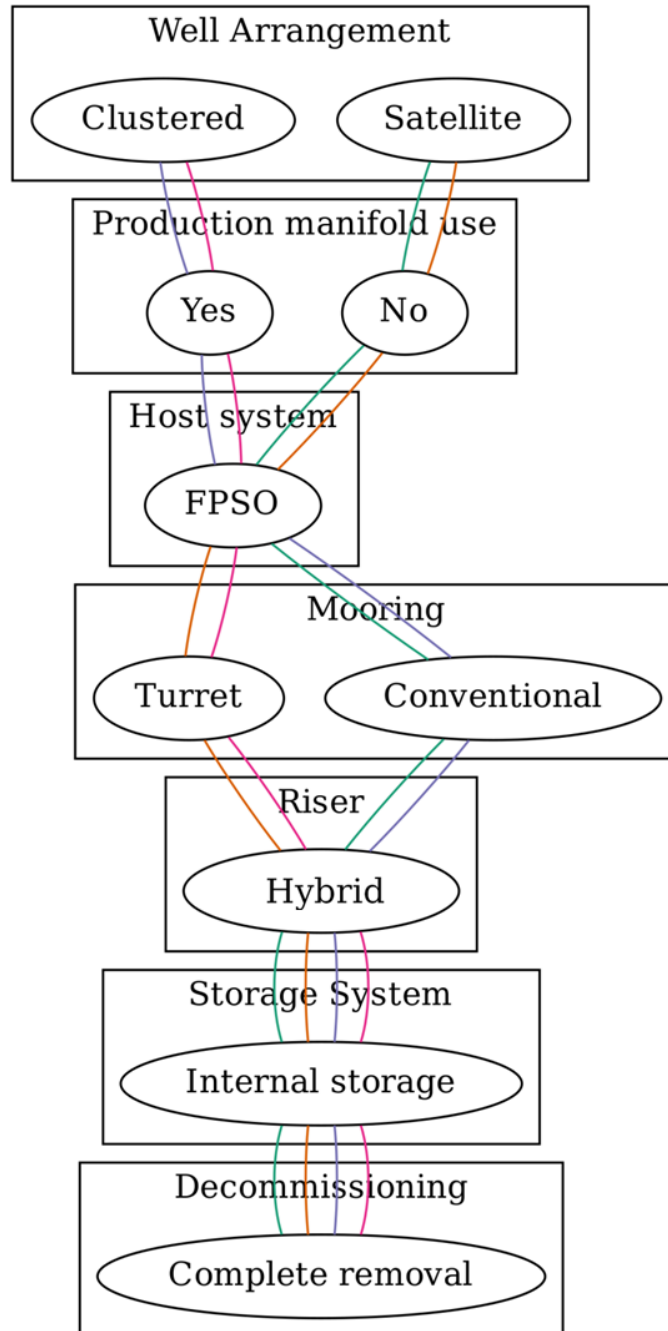 Well Arrangement
Clustered Satellite
Production manifold use
Yes No
Host system
FPSO
Mooring
Turret Conventional
Riser
Hybrid
Storage System
Internal storage
Decommissioning
Complete removal